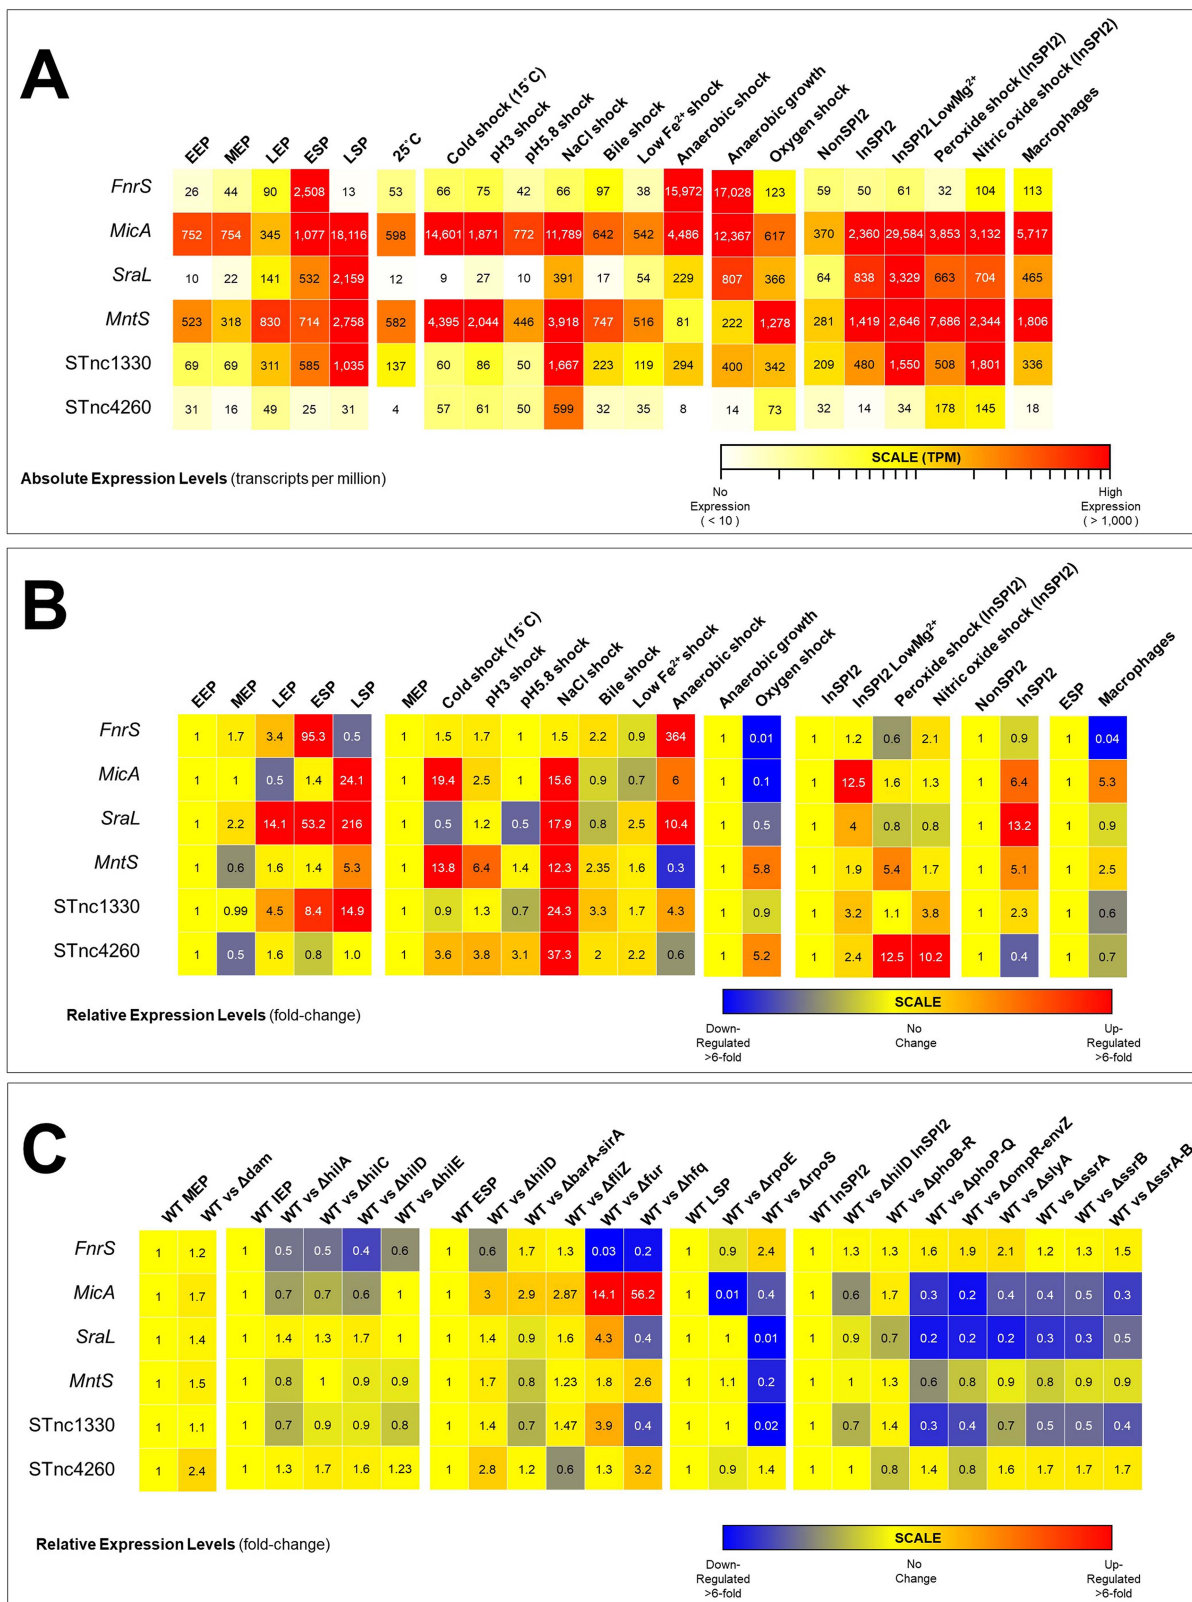 A
EEP MEP LEP ESP LSP 25˚C Cold shock (15˚C) pH3 shock pH5.8 shock NaCl shock Bile shock Low Fe²⁺ shock Anaerobic shock Anaerobic growth Oxygen shock NonSPI2 InSPI2 InSPI2 LowMg²⁺ Peroxide shock (InSPI2) Nitric oxide shock (InSPI2) Macrophages
FnrS 26 44 90 2,508 13 53 66 75 42 66 97 38 15,972 17,028 123 59 50 61 32 104 113
MicA 752 754 345 1,077 18,116 598 14,601 1,871 772 11,789 642 542 4,486 12,367 617 370 2,360 29,584 3,853 3,132 5,717
SraL 10 22 141 532 2,159 12 9 27 10 391 17 54 229 807 366 64 838 3,329 663 704 465
MntS 523 318 830 714 2,758 582 4,395 2,044 446 3,918 747 516 81 222 1,278 281 1,419 2,646 7,686 2,344 1,806
STnc1330 69 69 311 585 1,035 137 60 86 50 1,667 223 119 294 400 342 209 480 1,550 508 1,801 336
STnc4260 31 16 49 25 31 4 57 61 50 599 32 35 8 14 73 32 14 34 178 145 18
SCALE (TPM)
Absolute Expression Levels (transcripts per million)
No Expression ( < 10 )
High Expression ( > 1,000 )
B
EEP MEP LEP ESP LSP MEP Cold shock (15˚C) pH3 shock pH5.8 shock NaCl shock Bile shock Low Fe²⁺ shock Anaerobic shock Anaerobic growth Oxygen shock InSPI2 InSPI2 LowMg²⁺ Peroxide shock (InSPI2) Nitric oxide shock (InSPI2) NonSPI2 InSPI2 ESP Macrophages
FnrS 1 1.7 3.4 95.3 0.5 1 1.5 1.7 1 1.5 2.2 0.9 364 1 0.01 1 1.2 0.6 2.1 1 0.9 1 0.04
MicA 1 1 0.5 1.4 24.1 1 19.4 2.5 1 15.6 0.9 0.7 6 1 0.1 1 12.5 1.6 1.3 1 6.4 1 5.3
SraL 1 2.2 14.1 53.2 216 1 0.5 1.2 0.5 17.9 0.8 2.5 10.4 1 0.5 1 4 0.8 0.8 1 13.2 1 0.9
MntS 1 0.6 1.6 1.4 5.3 1 13.8 6.4 1.4 12.3 2.35 1.6 0.3 1 5.8 1 1.9 5.4 1.7 1 5.1 1 2.5
STnc1330 1 0.99 4.5 8.4 14.9 1 0.9 1.3 0.7 24.3 3.3 1.7 4.3 1 0.9 1 3.2 1.1 3.8 1 2.3 1 0.6
STnc4260 1 0.5 1.6 0.8 1.0 1 3.6 3.8 3.1 37.3 2 2.2 0.6 1 5.2 1 2.4 12.5 10.2 1 0.4 1 0.7
SCALE
Relative Expression Levels (fold-change)
Down-Regulated >6-fold
No Change
Up-Regulated >6-fold
C
WT MEP WT vs Δdam WT IEP WT vs ΔhilA WT vs ΔhilC WT vs ΔhilD WT vs ΔhilE WT ESP WT vs ΔhilD WT vs ΔbarA-sirA WT vs ΔfliZ WT vs Δfur WT vs Δhfq WT LSP WT vs ΔrpoE WT vs ΔrpoS WT InSPI2 WT vs ΔhilD InSPI2 WT vs ΔphoB-R WT vs ΔphoP-Q WT vs ΔompR-envZ WT vs ΔslyA WT vs ΔssrA WT vs ΔssrB WT vs ΔssrA-B
FnrS 1 1.2 1 0.5 0.5 0.4 0.6 1 0.6 1.7 1.3 0.03 0.2 1 0.9 2.4 1 1.3 1.3 1.6 1.9 2.1 1.2 1.3 1.5
MicA 1 1.7 1 0.7 0.7 0.6 1 1 3 2.9 2.87 14.1 56.2 1 0.01 0.4 1 0.6 1.7 0.3 0.2 0.4 0.4 0.5 0.3
SraL 1 1.4 1 1.4 1.3 1.7 1 1 1.4 0.9 1.6 4.3 0.4 1 1 0.01 1 0.9 0.7 0.2 0.2 0.2 0.3 0.3 0.5
MntS 1 1.5 1 0.8 1 0.9 0.9 1 1.7 0.8 1.23 1.8 2.6 1 1.1 0.2 1 1 1.3 0.6 0.8 0.9 0.8 0.9 0.9
STnc1330 1 1.1 1 0.7 0.9 0.9 0.8 1 1.4 0.7 1.47 3.9 0.4 1 1 0.02 1 0.7 1.4 0.3 0.4 0.7 0.5 0.5 0.4
STnc4260 1 2.4 1 1.3 1.7 1.6 1.23 1 2.8 1.2 0.6 1.3 3.2 1 0.9 1.4 1 1 0.8 1.4 0.8 1.6 1.7 1.7 1.7
SCALE
Relative Expression Levels (fold-change)
Down-Regulated >6-fold
No Change
Up-Regulated >6-fold